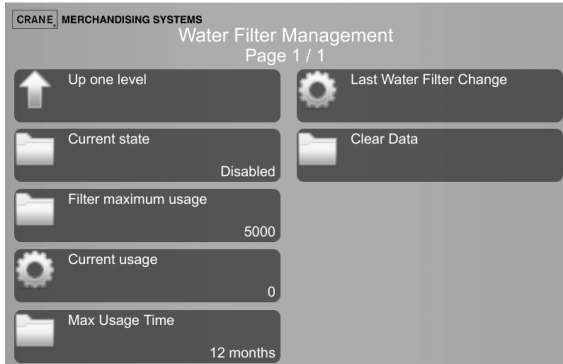 CRANE® MERCHANDISING SYSTEMS
Water Filter Management
Page 1 / 1
Up one level
Current state
Disabled
Filter maximum usage
5000
Current usage
0
Max Usage Time
12 months
Last Water Filter Change
Clear Data